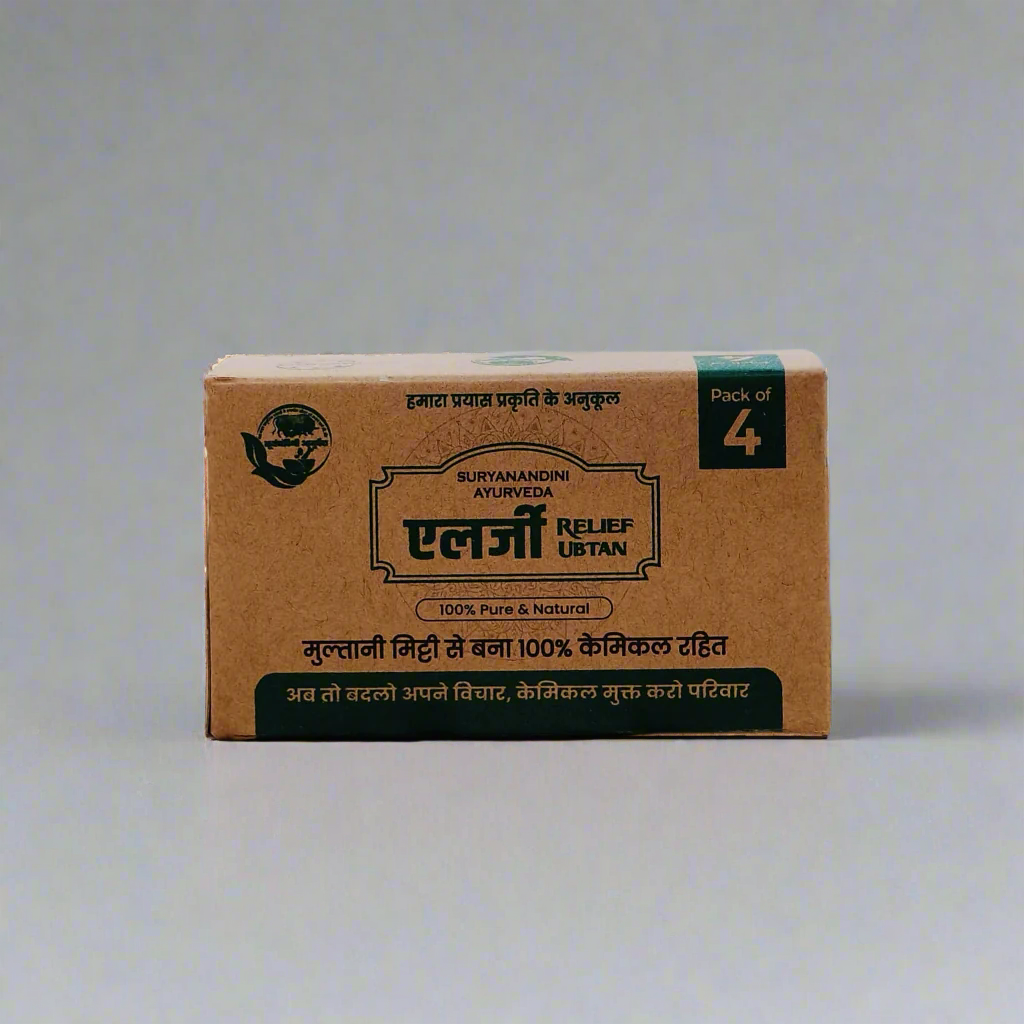 हमारा प्रयास प्रकृति के अनुकूल
Pack of
4
SURYANANDINI
AYURVEDA
एलर्जी RELIEF
UBTAN
100% Pure & Natural
मुल्तानी मिट्टी से बना 100% केमिकल रहित
अब तो बदलो अपने विचार, केमिकल मुक्त करो परिवार